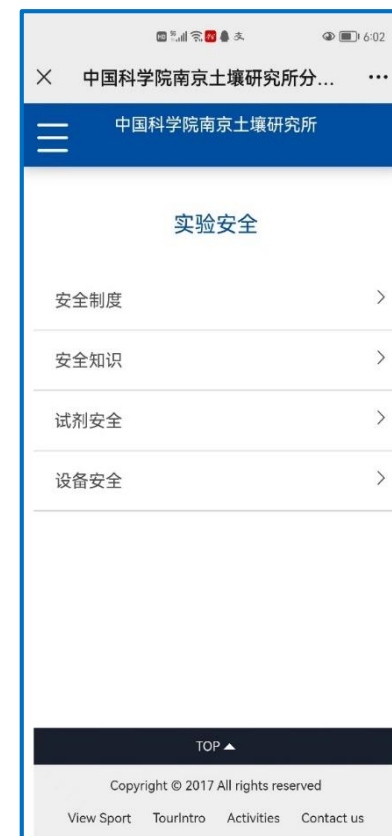 6:02
中国科学院南京土壤研究所分...
中国科学院南京土壤研究所
实验安全
安全制度
安全知识
试剂安全
设备安全
TOP
Copyright © 2017 All rights reserved
View Sport TourIntro Activities Contact us